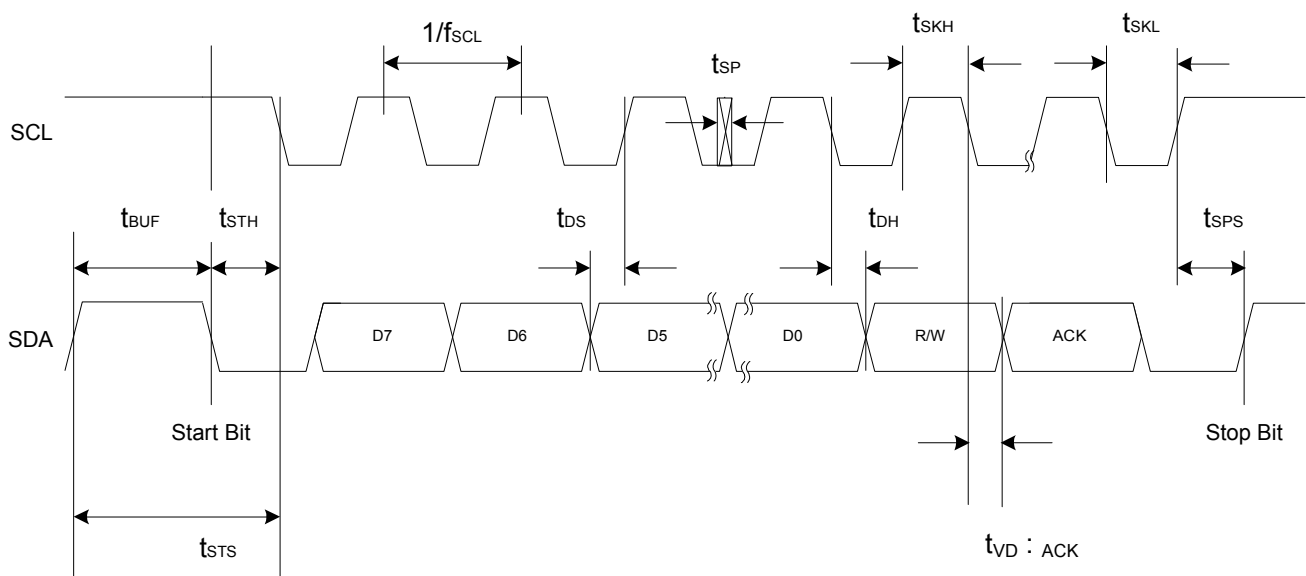 1/fSCL
tSKH
tSKL
tSP
SCL
tBUF
tSTH
tDS
tDH
tSPS
SDA
D7
D6
D5
D0
R/W
ACK
Start Bit
Stop Bit
tSTS
tVD : ACK